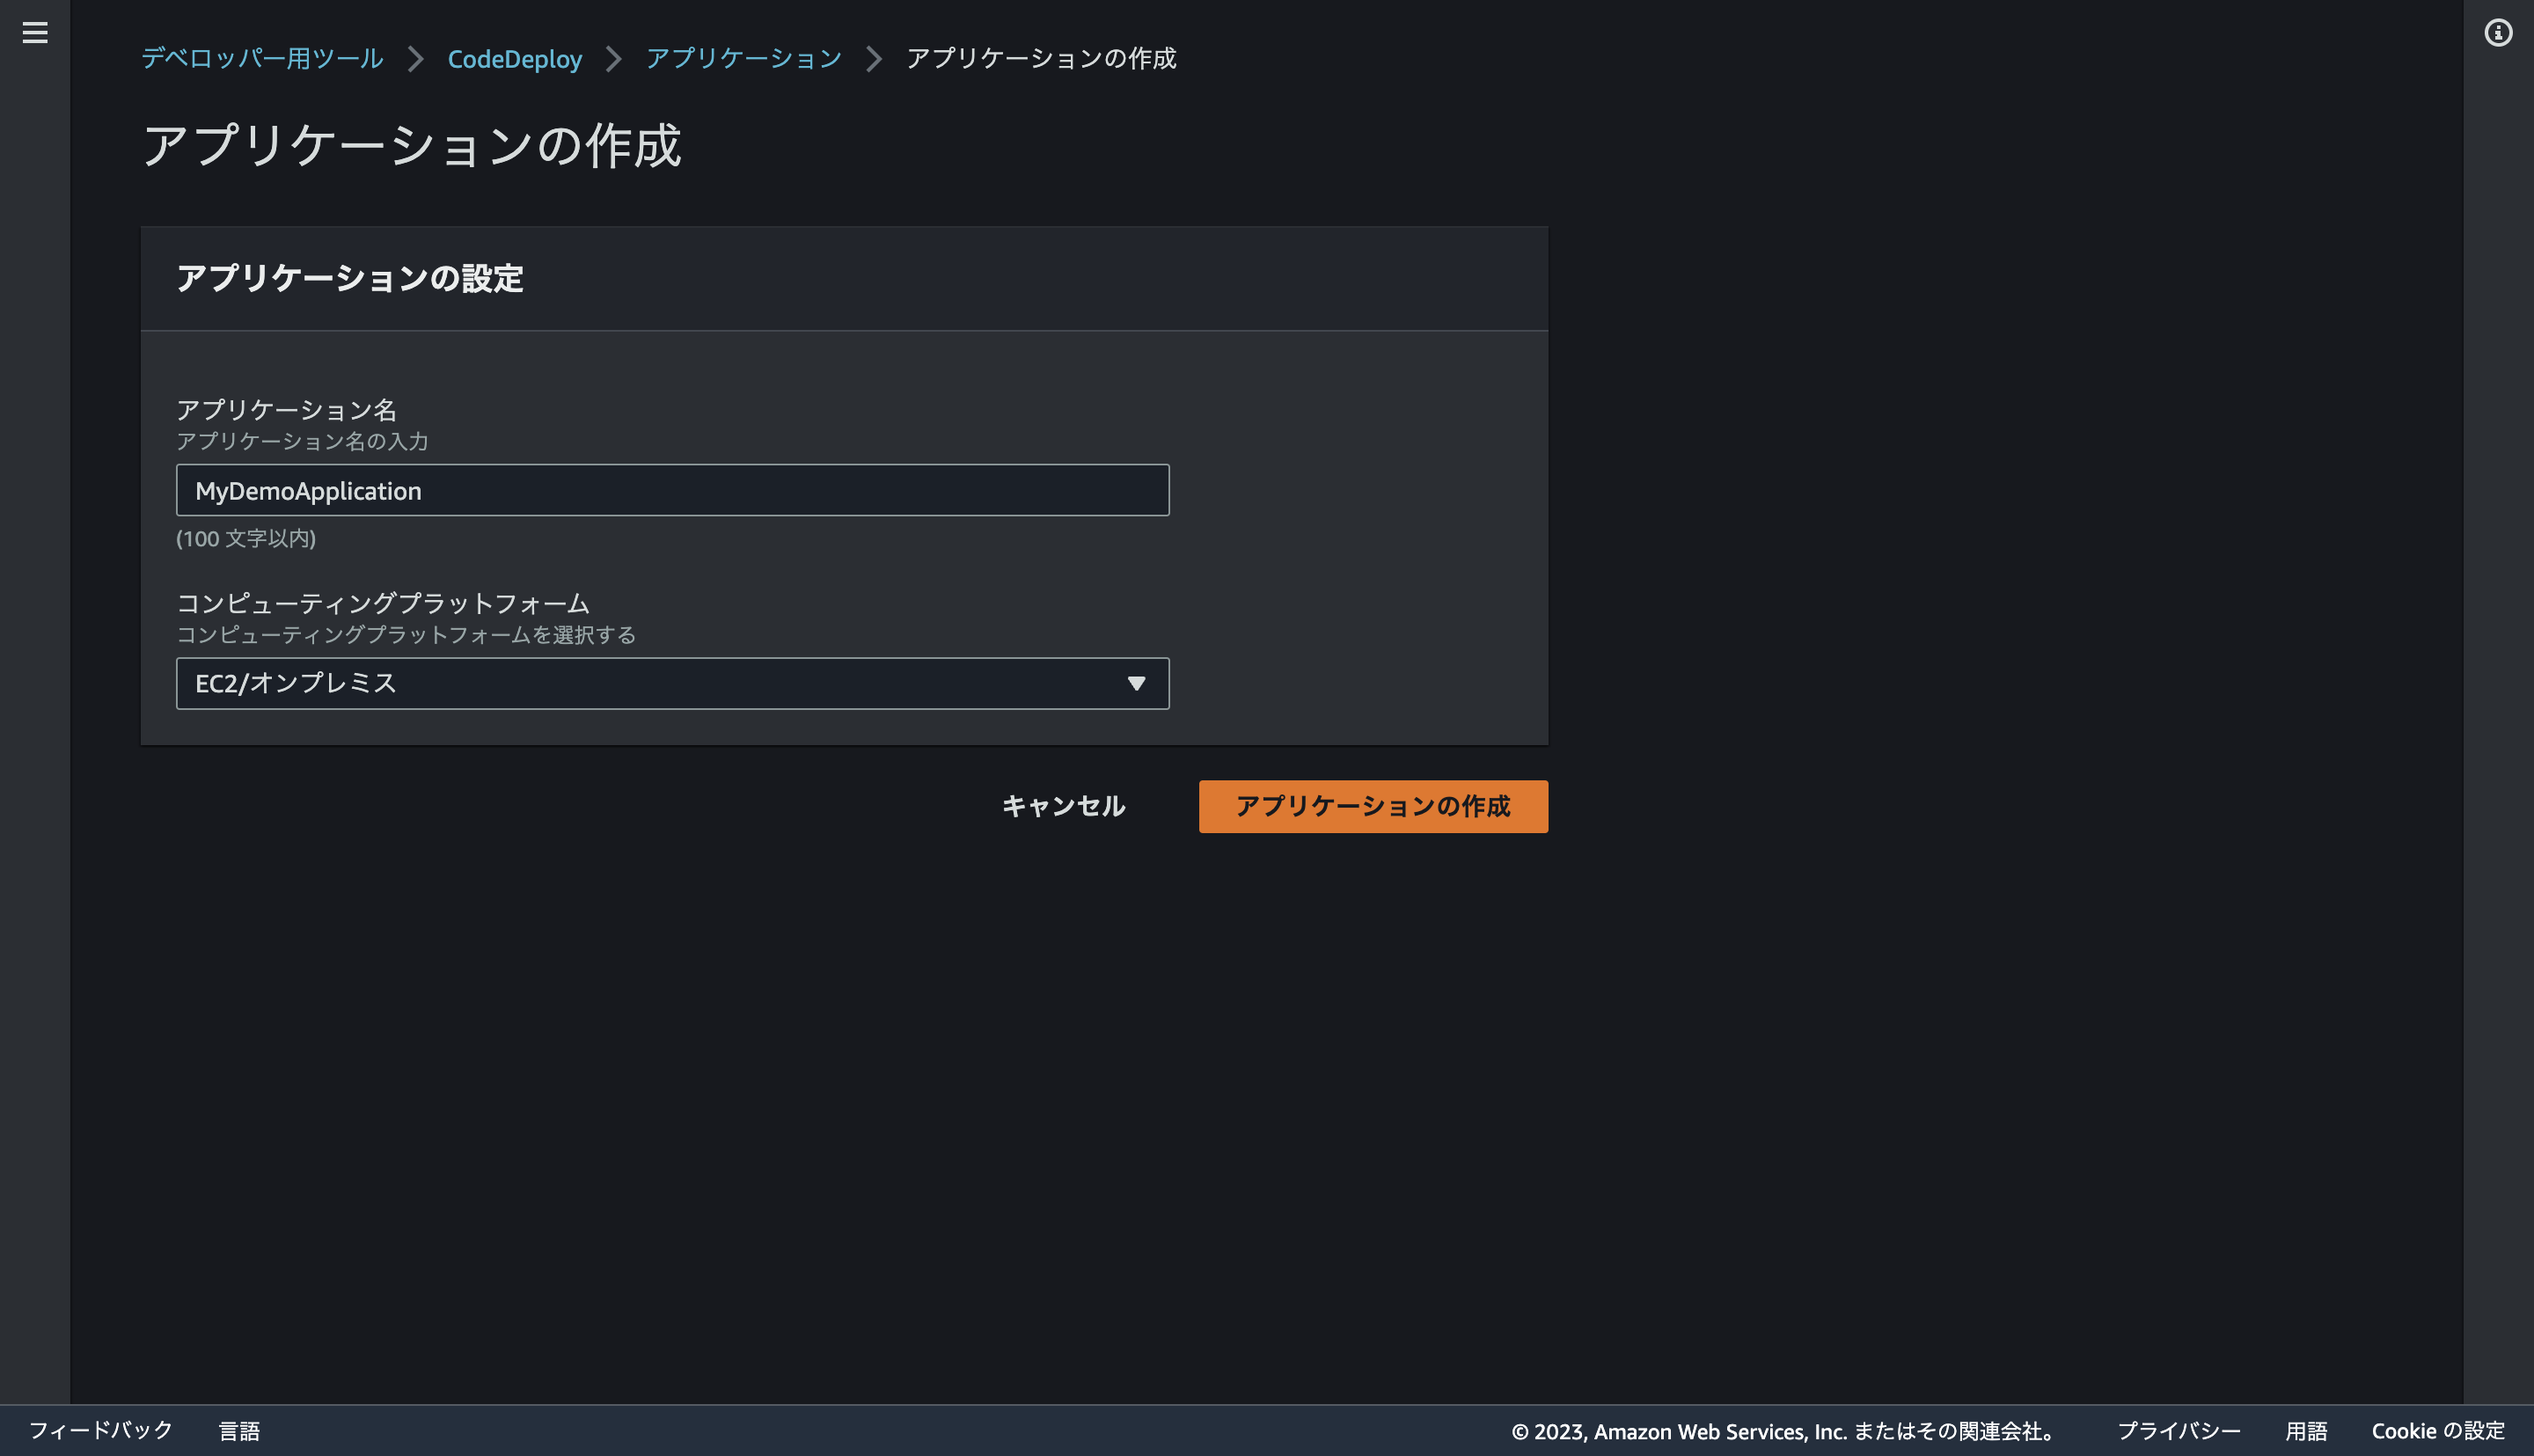 デベロッパー用ツール CodeDeploy アプリケーション アプリケーションの作成
アプリケーションの作成
アプリケーションの設定
アプリケーション名
アプリケーション名の入力
MyDemoApplication
(100 文字以内)
コンピューティングプラットフォーム
コンピューティングプラットフォームを選択する
EC2/オンプレミス
キャンセル アプリケーションの作成
フィードバック 言語 © 2023, Amazon Web Services, Inc. またはその関連会社。 プライバシー 用語 Cookie の設定